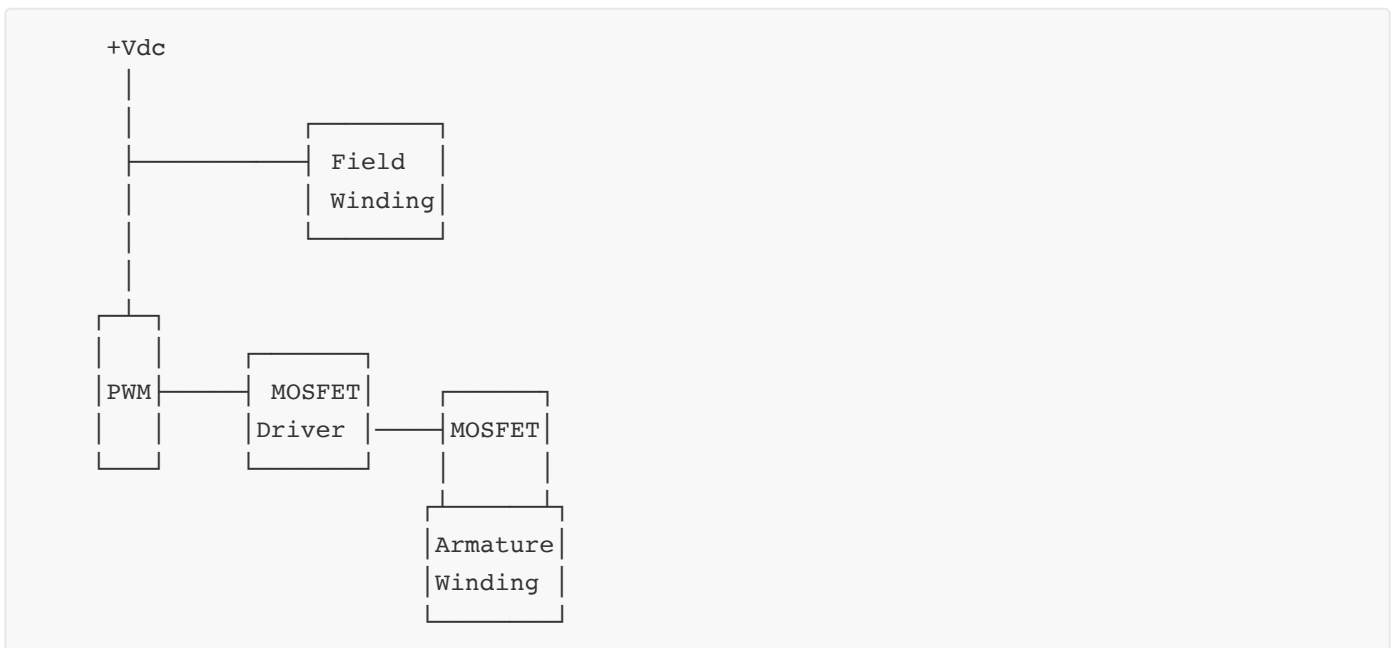 +Vdc
Field
Winding
PWM
MOSFET
Driver
MOSFET
Armature
Winding